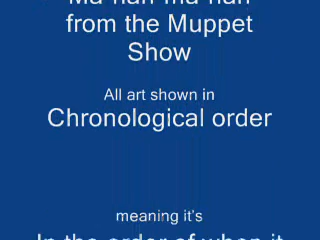 Ma nah ma nah
from the Muppet
Show
All art shown in
Chronological order
meaning it's
In the order of when it